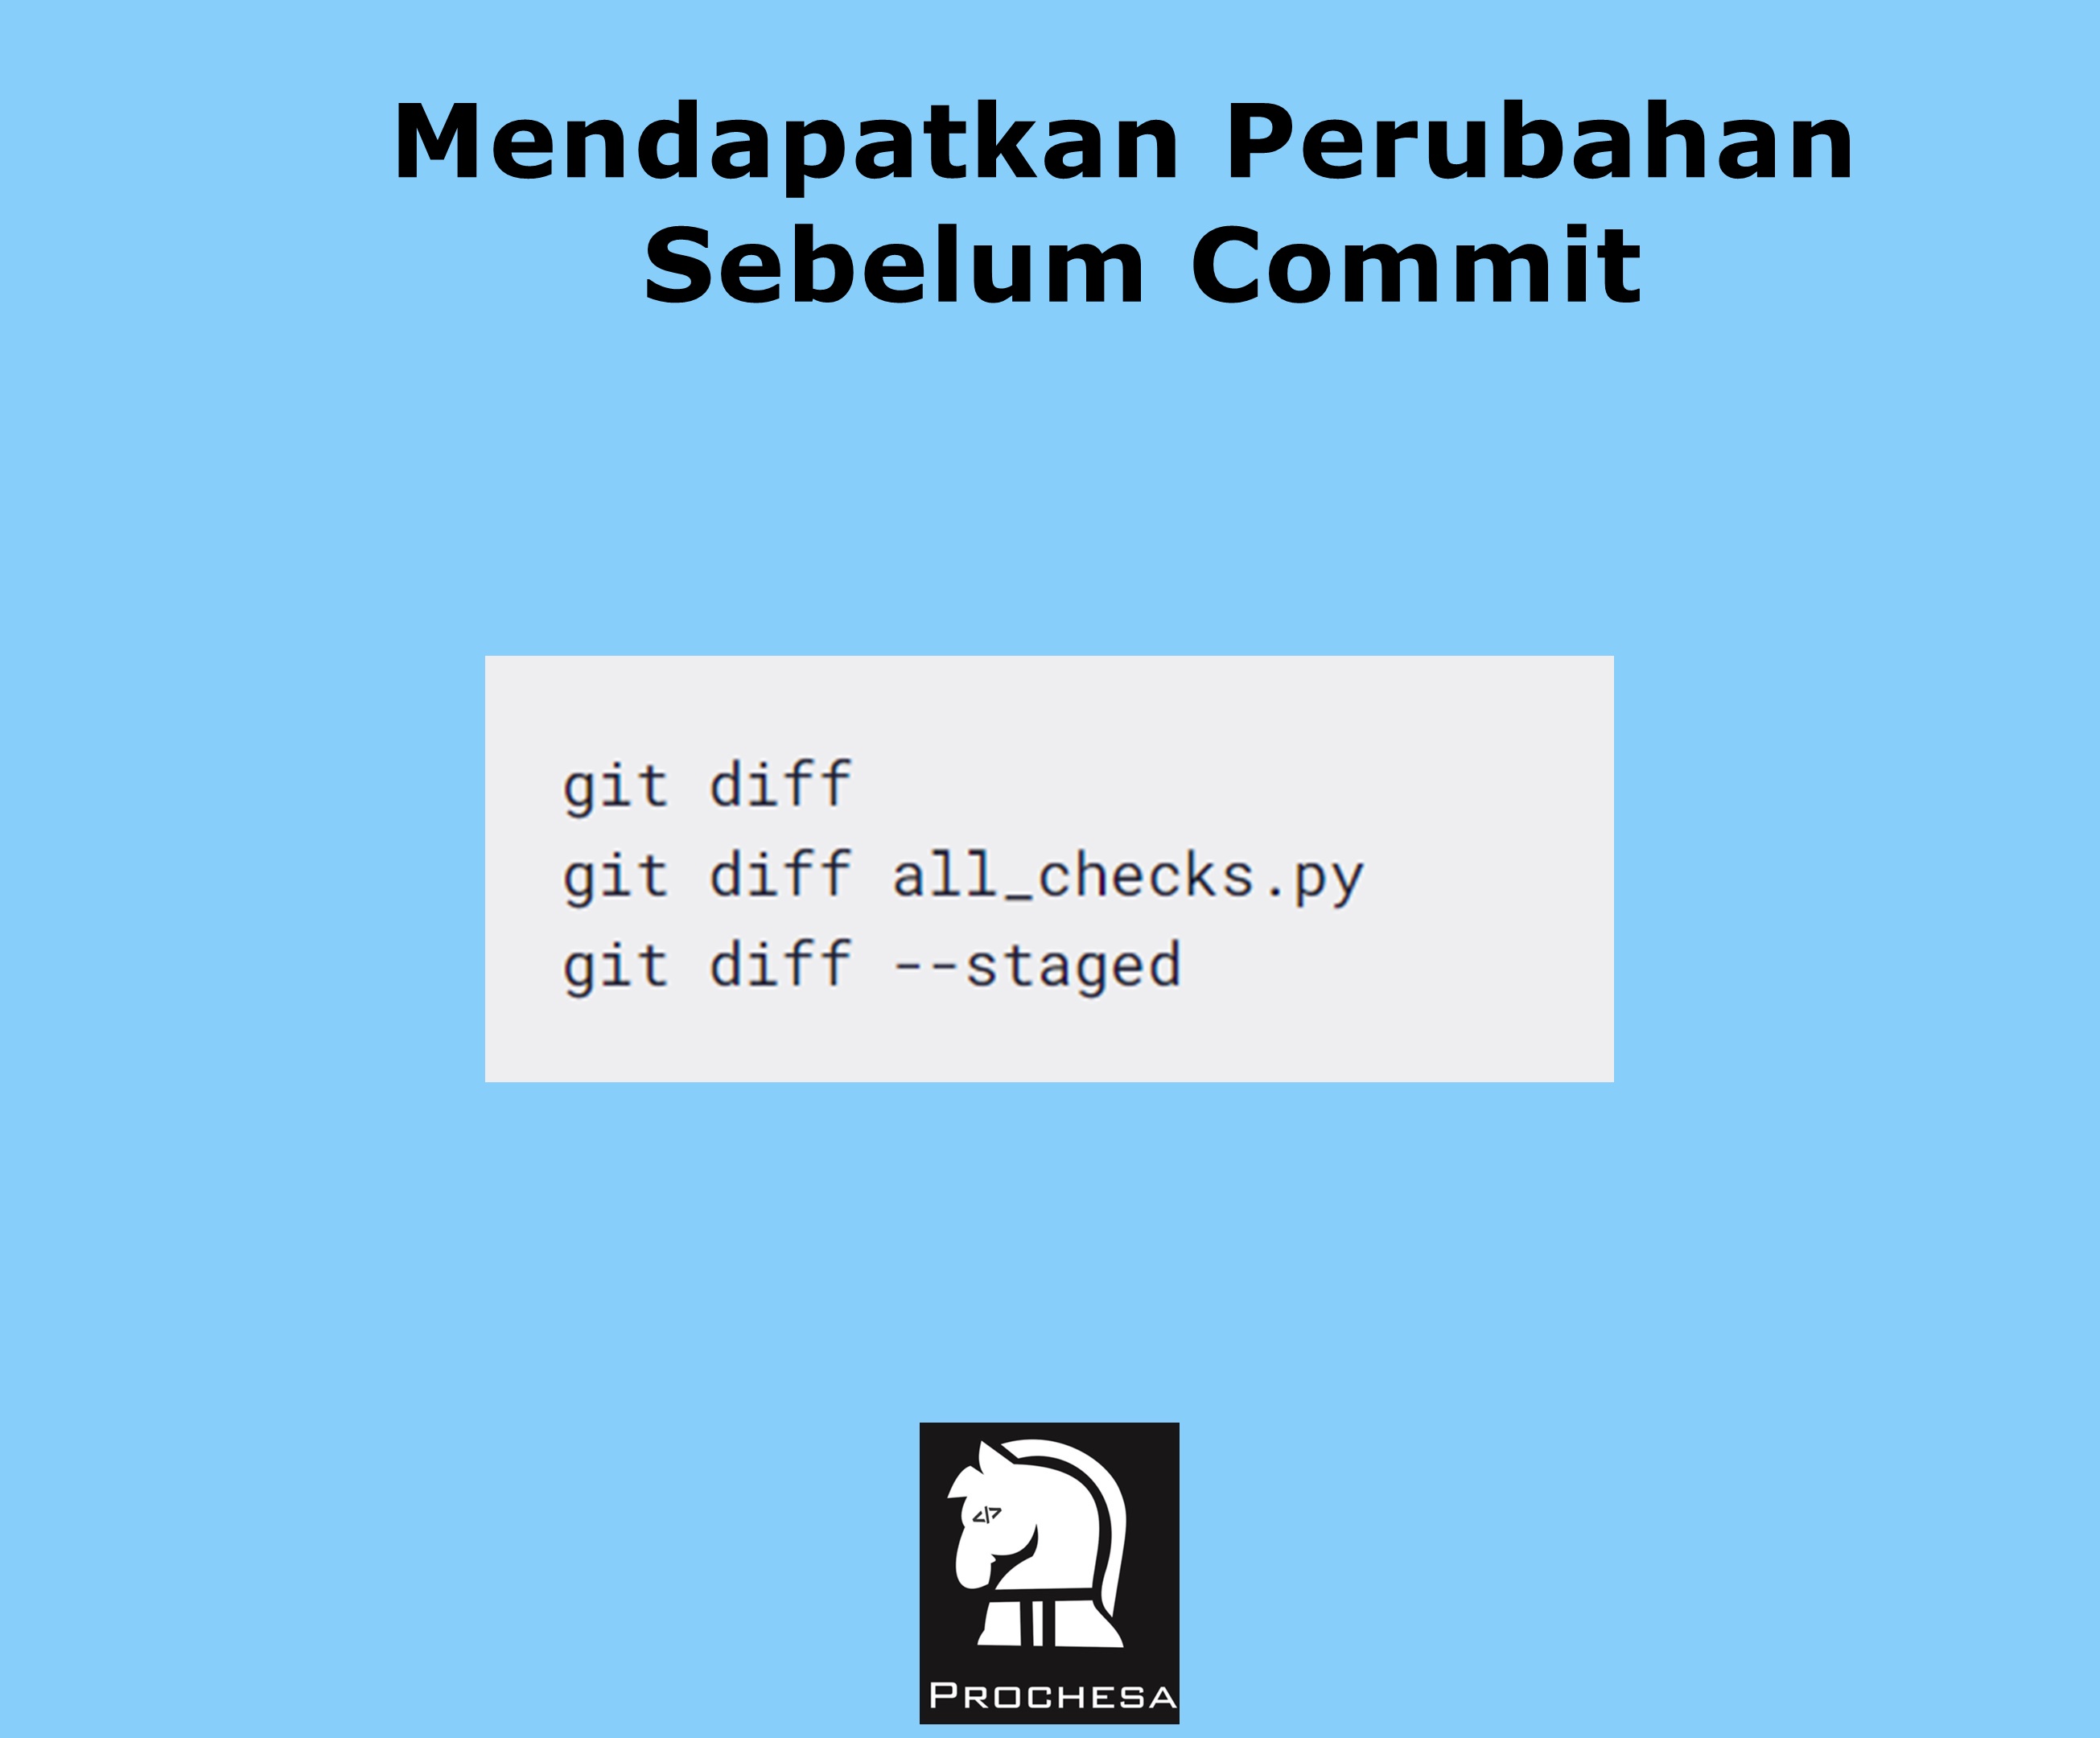 Mendapatkan Perubahan
Sebelum Commit
git diff
git diff all_checks.py
git diff --staged
</>
PROCHESA